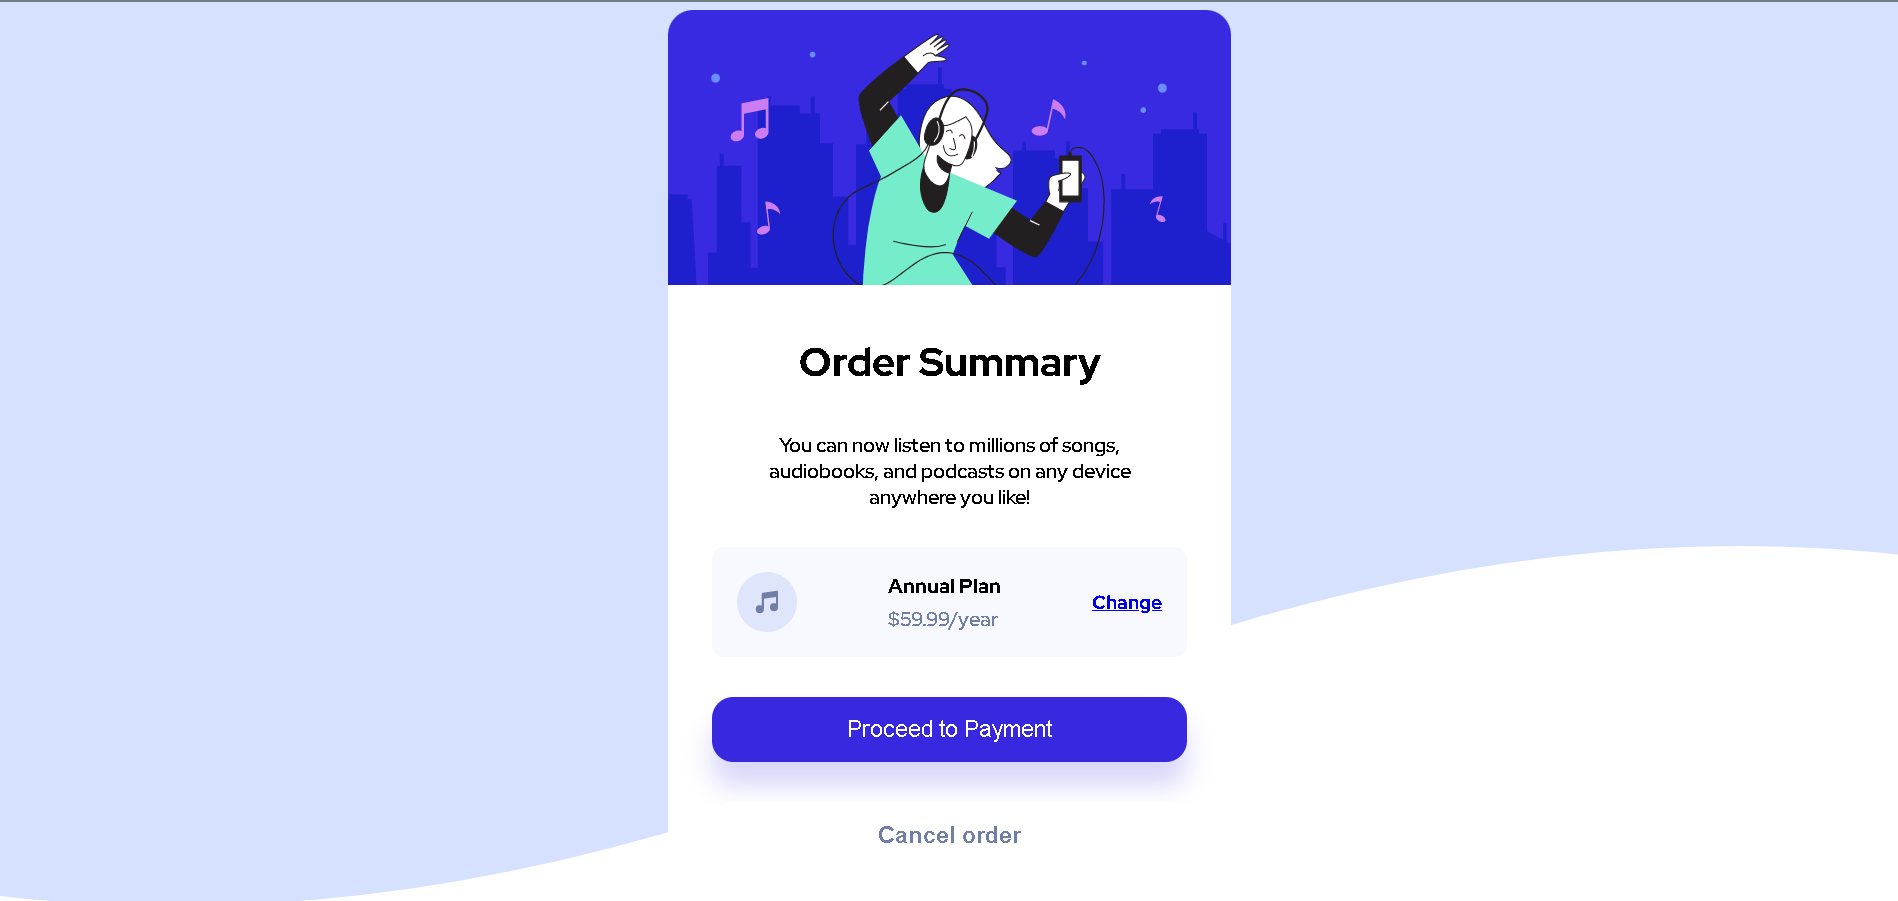 Order Summary
You can now listen to millions of songs,
audiobooks, and podcasts on any device
anywhere you like!
Annual Plan
$59.99/year
Change
Proceed to Payment
Cancel order